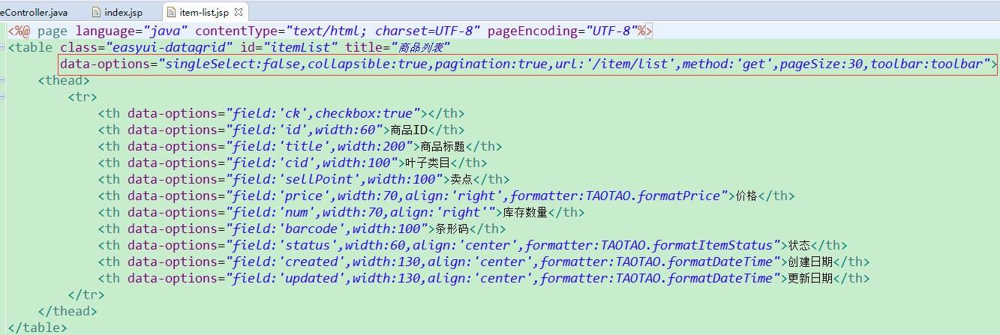 eController.java index.jsp item-list.jsp
<%@ page language="java" contentType="text/html; charset=UTF-8" pageEncoding="UTF-8"%>
<table class="easyui-datagrid" id="itemList" title="商品列表"
data-options="singleSelect:false,collapsible:true,pagination:true,url:'/item/list',method:'get',pageSize:30,toolbar:toolbar">
<thead>
<tr>
<th data-options="field:'ck',checkbox:true"></th>
<th data-options="field:'id',width:60">商品ID</th>
<th data-options="field:'title',width:200">商品标题</th>
<th data-options="field:'cid',width:100">叶子类目</th>
<th data-options="field:'sellPoint',width:100">卖点</th>
<th data-options="field:'price',width:70,align:'right',formatter:TAOTAO.formatPrice">价格</th>
<th data-options="field:'num',width:70,align:'right'">库存数量</th>
<th data-options="field:'barcode',width:100">条形码</th>
<th data-options="field:'status',width:60,align:'center',formatter:TAOTAO.formatItemStatus">状态</th>
<th data-options="field:'created',width:130,align:'center',formatter:TAOTAO.formatDateTime">创建日期</th>
<th data-options="field:'updated',width:130,align:'center',formatter:TAOTAO.formatDateTime">更新日期</th>
</tr>
</thead>
</table>